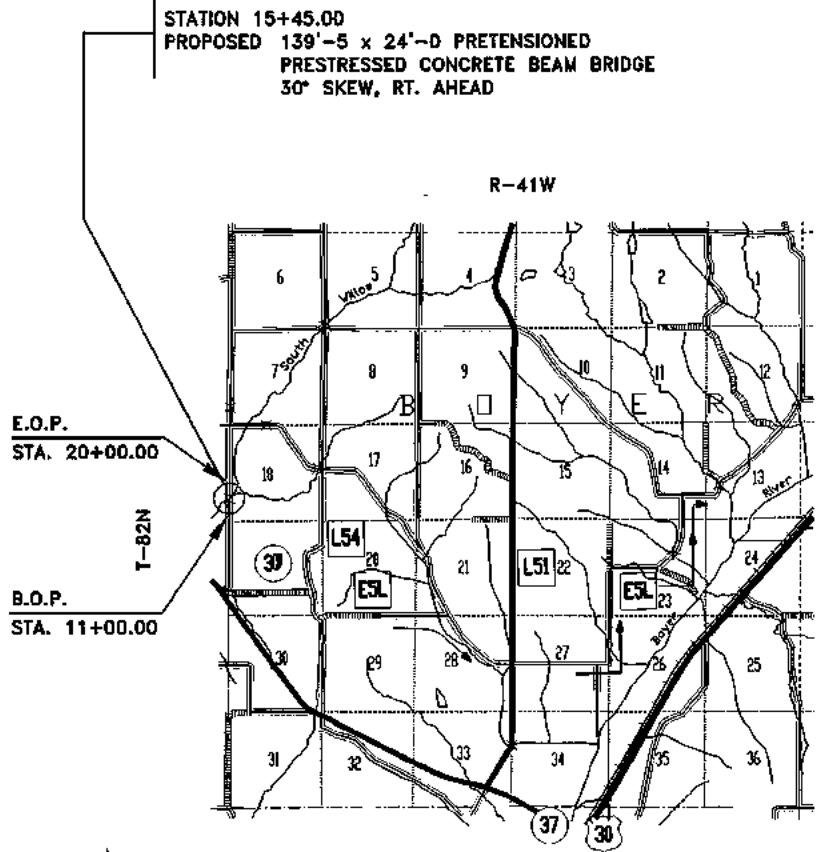 STATION 15+45.00
PROPOSED 139'-5 x 24'-0 PRETENSIONED
PRESTRESSED CONCRETE BEAM BRIDGE
30° SKEW, RT. AHEAD
R-41W
6 5 4 3 2 1
Willow
South
7 8 9 10 11 12
B O Y E R
E.O.P.
STA. 20+00.00
18 17 16 15 14 13
River
T-82N
L54
L51
20 21 22 23 24
E5L
E5L
B.O.P.
STA. 11+00.00
Boyer
30 29 28 27 26 25
31 32 33 34 35 36
37
30